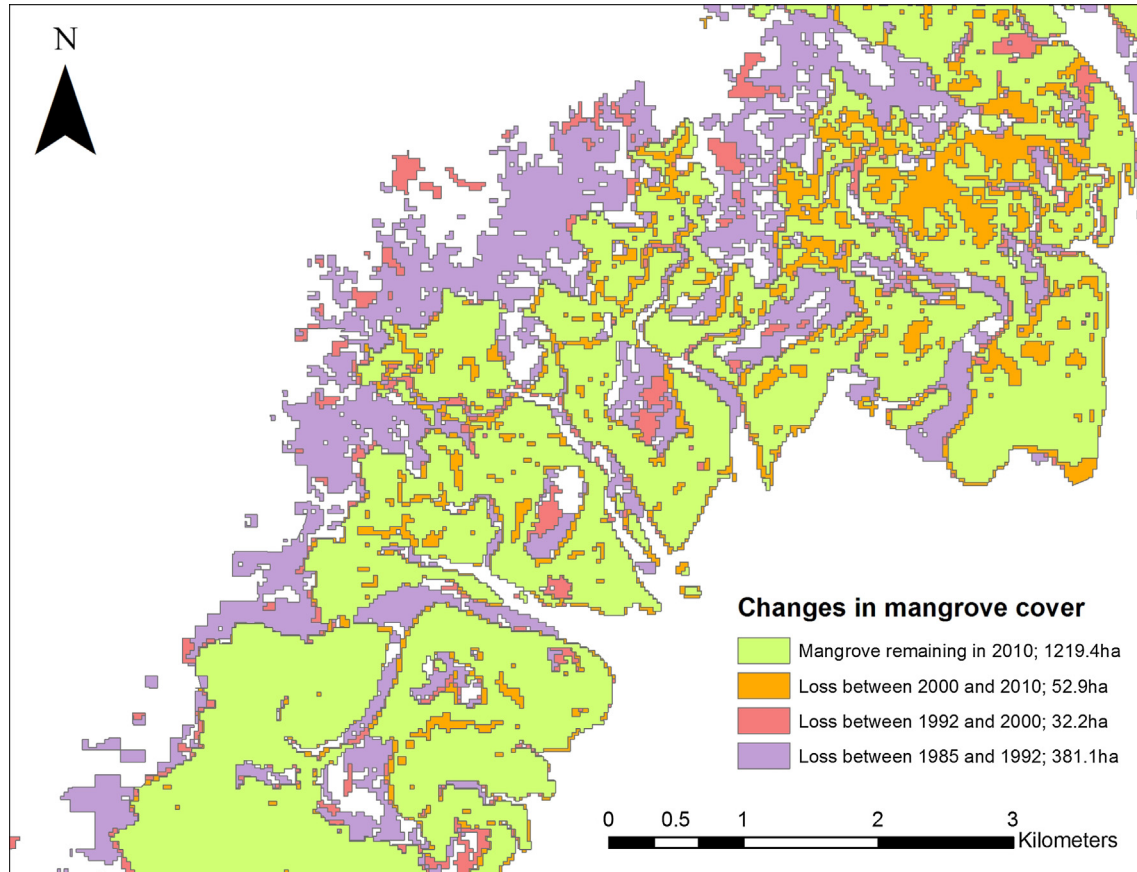 N
Changes in mangrove cover
Mangrove remaining in 2010; 1219.4ha
Loss between 2000 and 2010; 52.9ha
Loss between 1992 and 2000; 32.2ha
Loss between 1985 and 1992; 381.1ha
0 0.5 1 2 3
Kilometers